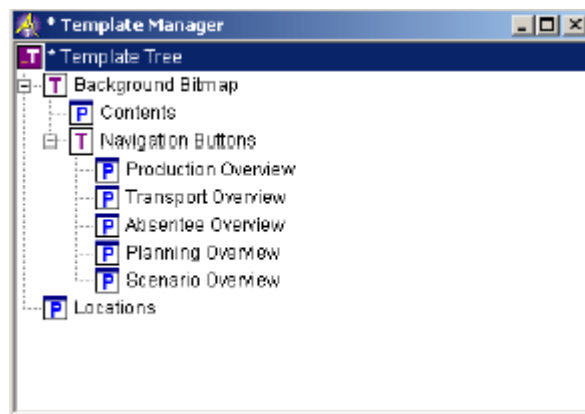 * Template Manager
T * Template Tree
T Background Bitmap
P Contents
T Navigation Buttons
P Production Overview
P Transport Overview
P Absentee Overview
P Planning Overview
P Scenario Overview
P Locations